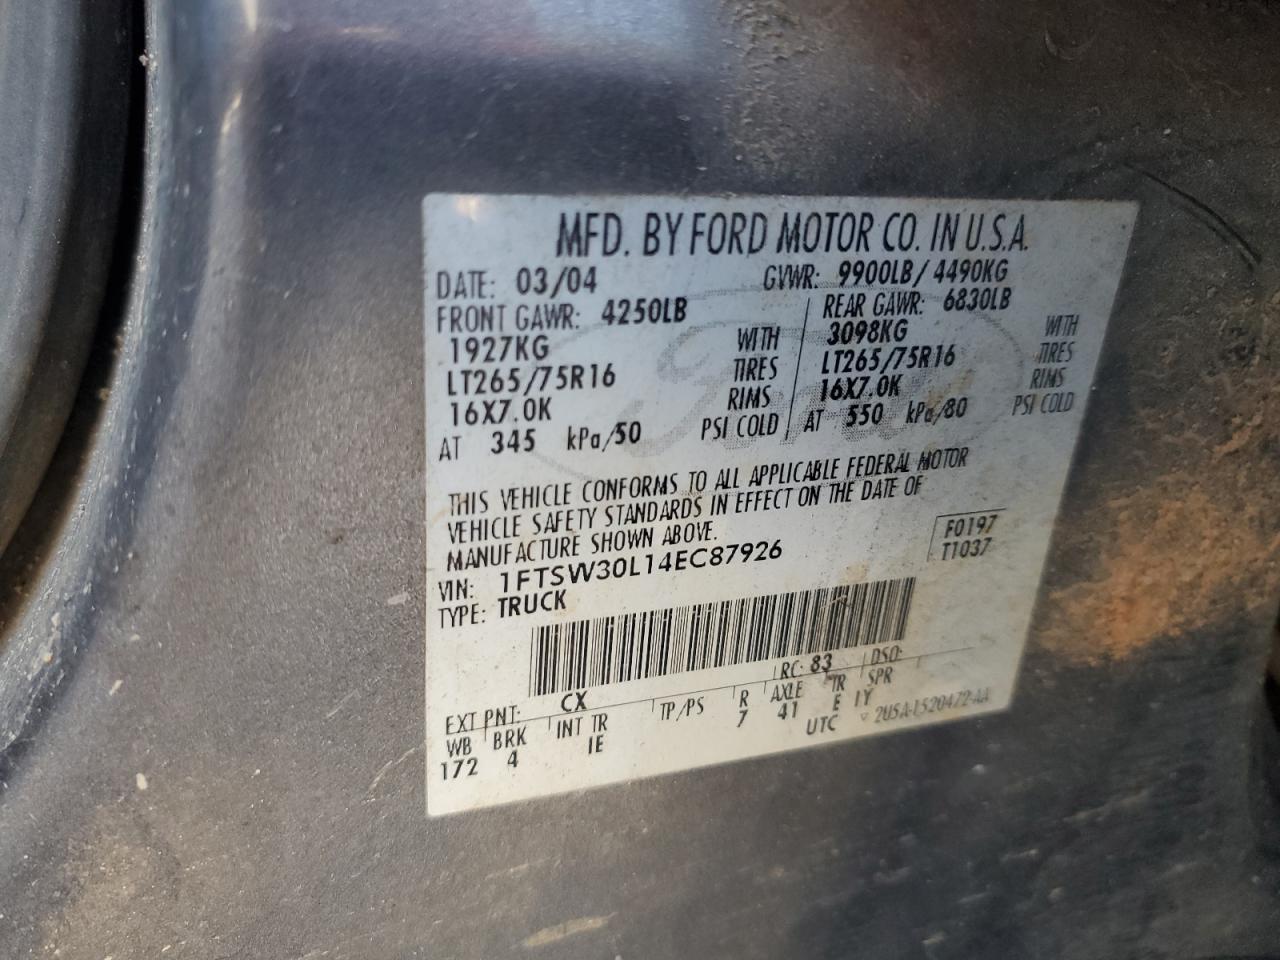 MFD. BY FORD MOTOR CO. IN U.S.A.
DATE: 03/04 GVWR: 9900LB/4490KG
FRONT GAWR: 4250LB REAR GAWR: 6830LB
1927KG WITH 3098KG WITH
LT265/75R16 TIRES LT265/75R16 TIRES
16X7.0K RIMS 16X7.0K RIMS
AT 345 kPa/50 PSI COLD AT 550 kPa/80 PSI COLD
THIS VEHICLE CONFORMS TO ALL APPLICABLE FEDERAL MOTOR
VEHICLE SAFETY STANDARDS IN EFFECT ON THE DATE OF
MANUFACTURE SHOWN ABOVE.
VIN: 1FTSW30L14EC87926 F0197
TYPE: TRUCK T1037
EXT PNT: CX RC: 83 DSO:
WB BRK INT TR TP/PS R AXLE TR SPR
172 4 IE 7 41 E IY
UTC ▽ 2U5A-1520472-AA